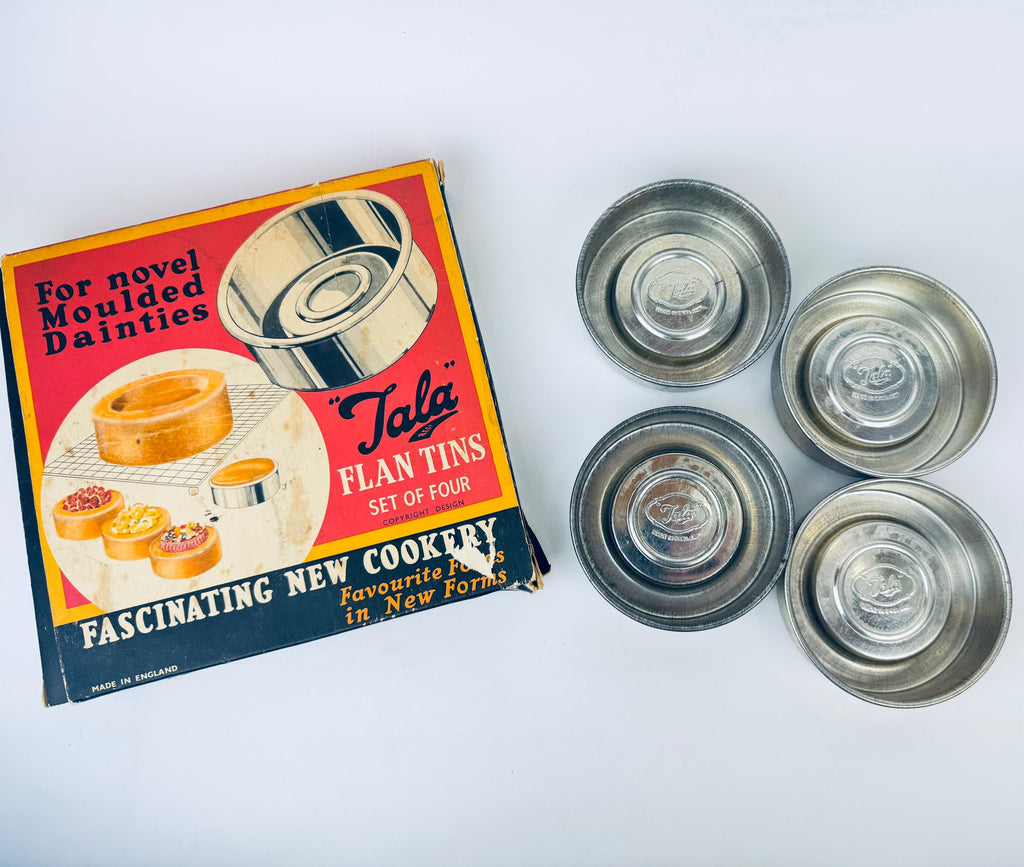 For novel
Moulded
Dainties
"Tala"
FLAN TINS
SET OF FOUR
COPYRIGHT DESIGN
FASCINATING NEW COOKERY
Favourite
in New Forms
MADE IN ENGLAND
Tala
Tala
Tala
Tala